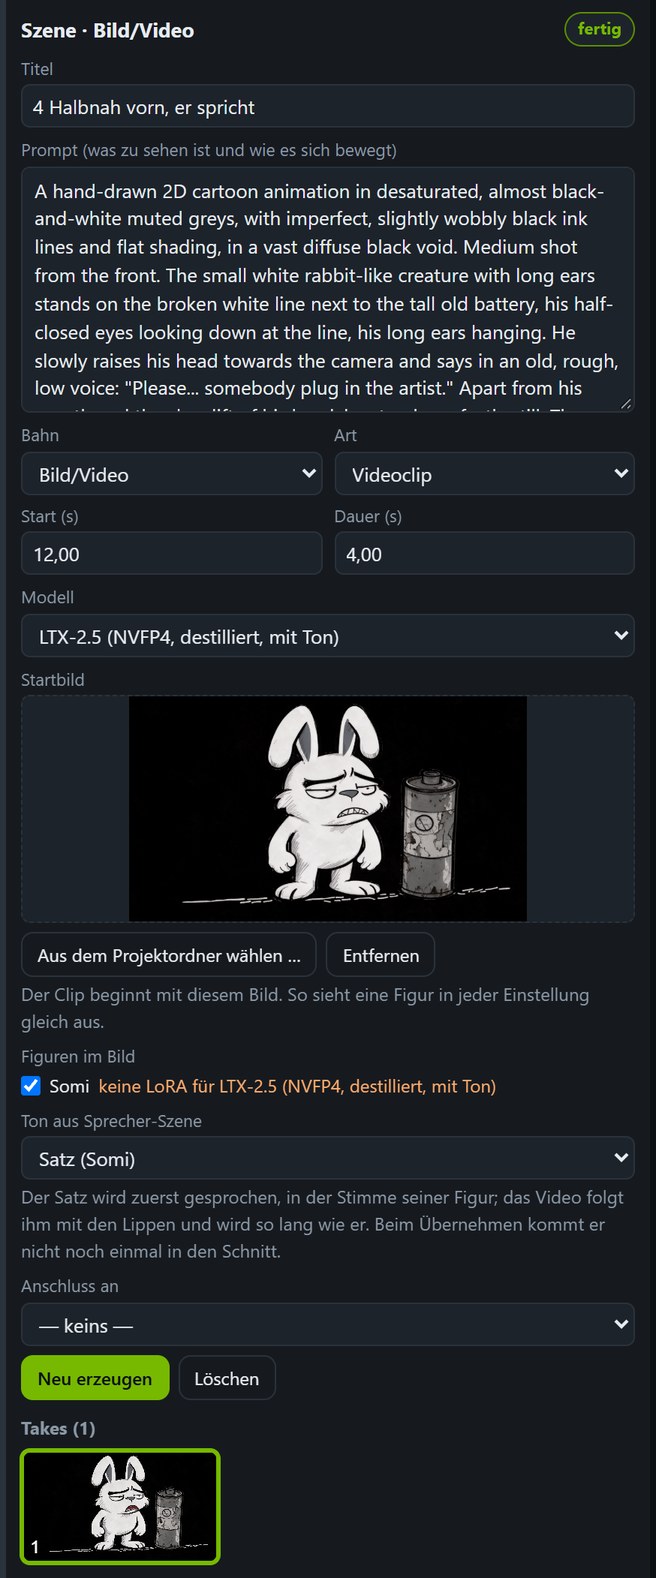 Szene · Bild/Video
fertig
Titel
4 Halbnah vorn, er spricht
Prompt (was zu sehen ist und wie es sich bewegt)
A hand-drawn 2D cartoon animation in desaturated, almost black-
and-white muted greys, with imperfect, slightly wobbly black ink
lines and flat shading, in a vast diffuse black void. Medium shot
from the front. The small white rabbit-like creature with long ears
stands on the broken white line next to the tall old battery, his half-
closed eyes looking down at the line, his long ears hanging. He
slowly raises his head towards the camera and says in an old, rough,
low voice: "Please... somebody plug in the artist." Apart from his
Bahn
Art
Bild/Video
Videoclip
Start (s)
Dauer (s)
12,00
4,00
Modell
LTX-2.5 (NVFP4, destilliert, mit Ton)
Startbild
Aus dem Projektordner wählen ...
Entfernen
Der Clip beginnt mit diesem Bild. So sieht eine Figur in jeder Einstellung
gleich aus.
Figuren im Bild
Somi keine LoRA für LTX-2.5 (NVFP4, destilliert, mit Ton)
Ton aus Sprecher-Szene
Satz (Somi)
Der Satz wird zuerst gesprochen, in der Stimme seiner Figur; das Video folgt
ihm mit den Lippen und wird so lang wie er. Beim Übernehmen kommt er
nicht noch einmal in den Schnitt.
Anschluss an
— keins —
Neu erzeugen
Löschen
Takes (1)
1